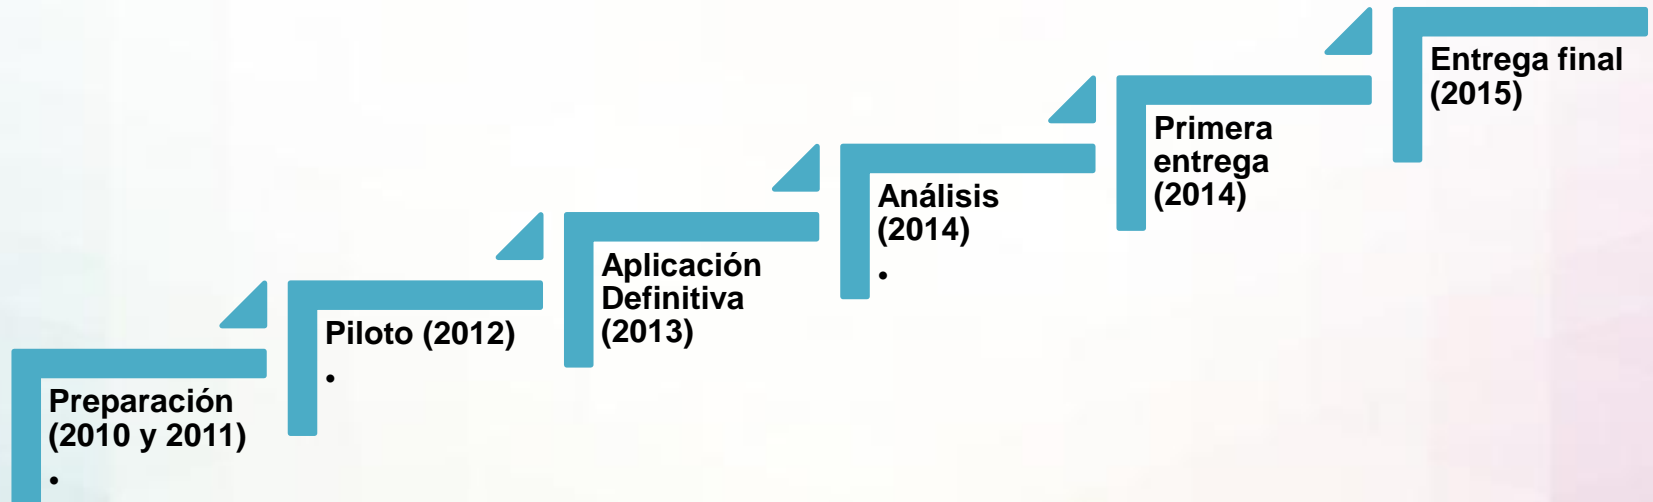 Preparación
(2010 y 2011)
•
Piloto (2012)
•
Aplicación
Definitiva
(2013)
Análisis
(2014)
•
Primera
entrega
(2014)
Entrega final
(2015)